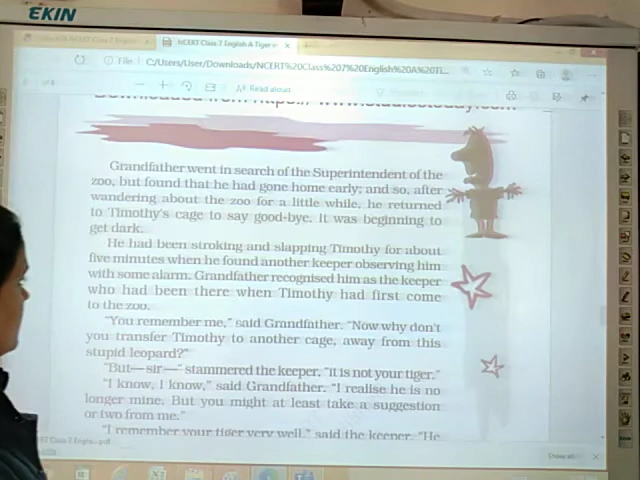 EKIN
NCERT Class 7 English A Tiger
File C:/Users/User/Downloads/NCERT%20Class%207%20English%20A%20Ti...
Read aloud
Grandfather went in search of the Superintendent of the
zoo, but found that he had gone home early; and so, after
wandering about the zoo for a little while, he returned
to Timothy's cage to say good-bye. It was beginning to
get dark.
He had been stroking and slapping Timothy for about
five minutes when he found another keeper observing him
with some alarm. Grandfather recognised him as the keeper
who had been there when Timothy had first come
to the zoo.
"You remember me," said Grandfather. "Now why don't
you transfer Timothy to another cage, away from this
stupid leopard?"
"But—sir—" stammered the keeper, "it is not your tiger."
"I know, I know," said Grandfather. "I realise he is no
longer mine. But you might at least take a suggestion
or two from me."
"I remember your tiger very well," said the keeper. "He
Show all